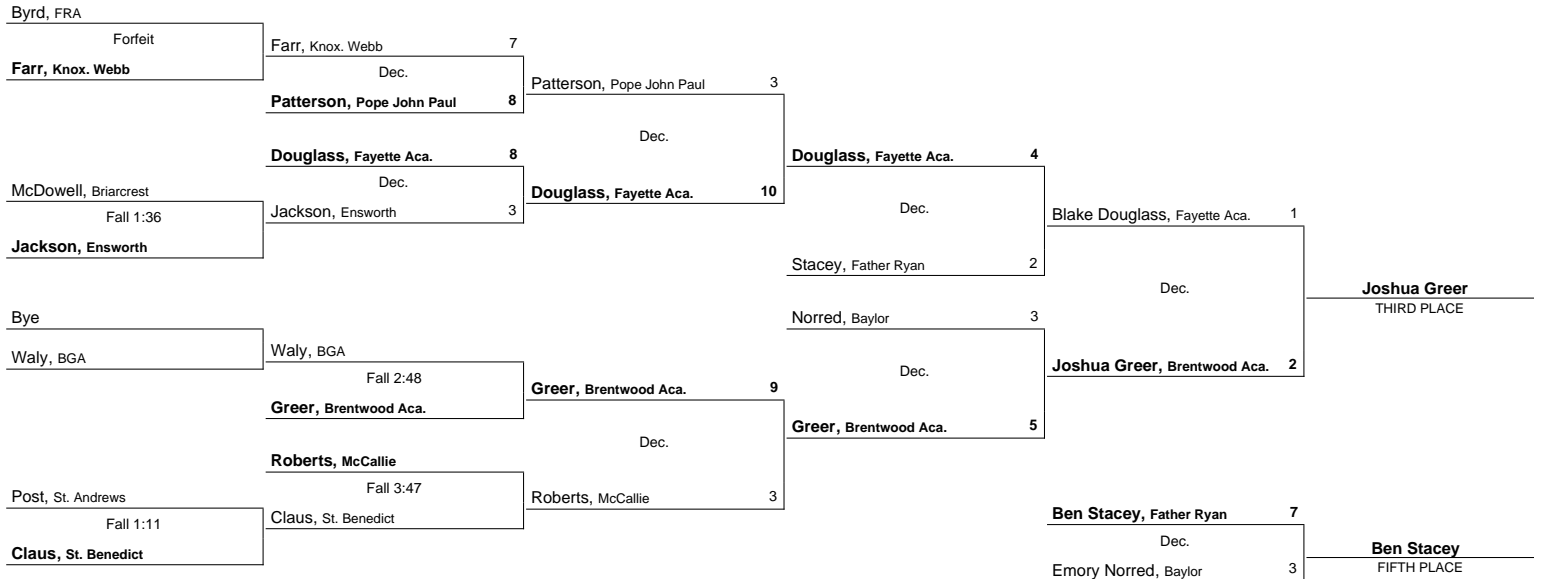 Byrd, FRA
Forfeit
Farr, Knox. Webb
Farr, Knox. Webb 7
Dec.
Patterson, Pope John Paul 8
Patterson, Pope John Paul 3
Dec.
Douglass, Fayette Aca. 10
Douglass, Fayette Aca. 8
Dec.
Jackson, Ensworth 3
McDowell, Briarcrest
Fall 1:36
Jackson, Ensworth
Douglass, Fayette Aca. 4
Dec.
Stacey, Father Ryan 2
Blake Douglass, Fayette Aca. 1
Dec.
Joshua Greer, Brentwood Aca. 2
Joshua Greer
THIRD PLACE
Bye
Waly, BGA
Waly, BGA
Fall 2:48
Greer, Brentwood Aca.
Greer, Brentwood Aca. 9
Dec.
Roberts, McCallie 3
Norred, Baylor 3
Dec.
Greer, Brentwood Aca. 5
Roberts, McCallie
Fall 3:47
Claus, St. Benedict
Post, St. Andrews
Fall 1:11
Claus, St. Benedict
Ben Stacey, Father Ryan 7
Dec.
Emory Norred, Baylor 3
Ben Stacey
FIFTH PLACE